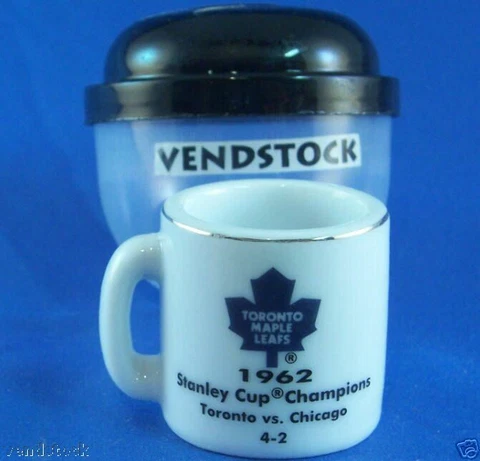 VENDSTOCK
TORONTO
MAPLE
LEAFS
®
1962
Stanley Cup® Champions
Toronto vs. Chicago
4-2
vendstock